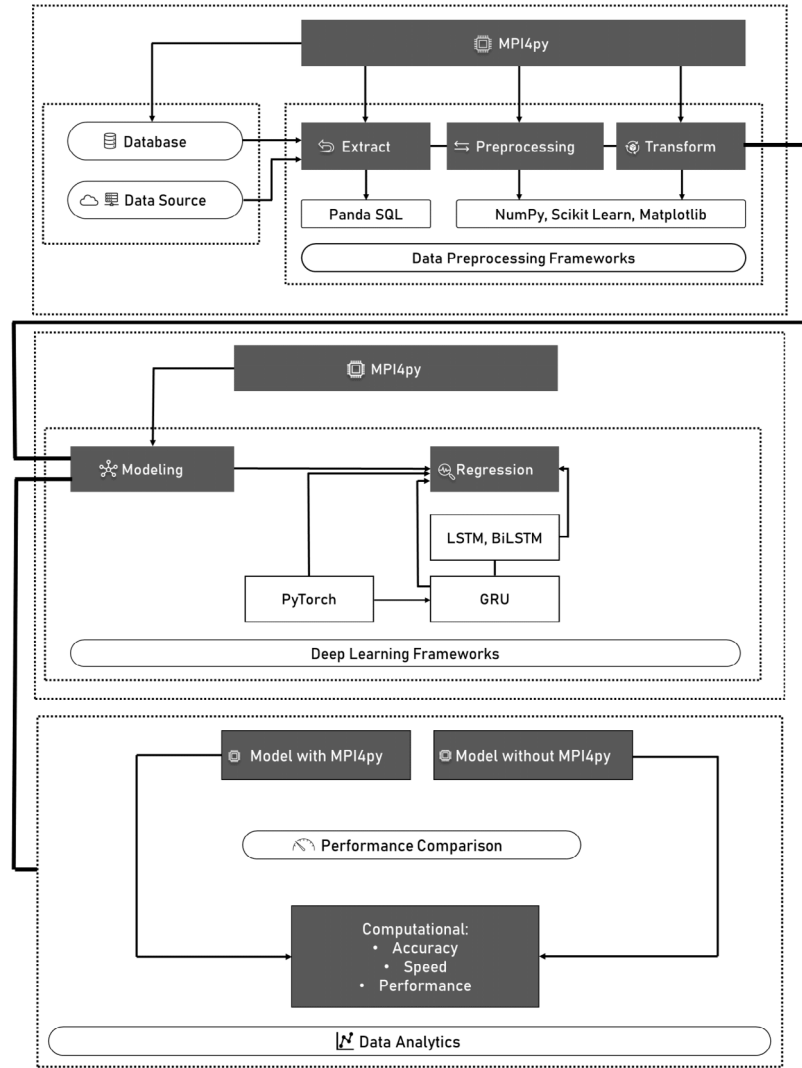 MPI4py
Database
Extract
Preprocessing
Transform
Data Source
Panda SQL
NumPy, Scikit Learn, Matplotlib
Data Preprocessing Frameworks
MPI4py
Modeling
Regression
LSTM, BiLSTM
PyTorch
GRU
Deep Learning Frameworks
Model with MPI4py
Model without MPI4py
Performance Comparison
Computational:
• Accuracy
• Speed
• Performance
Data Analytics